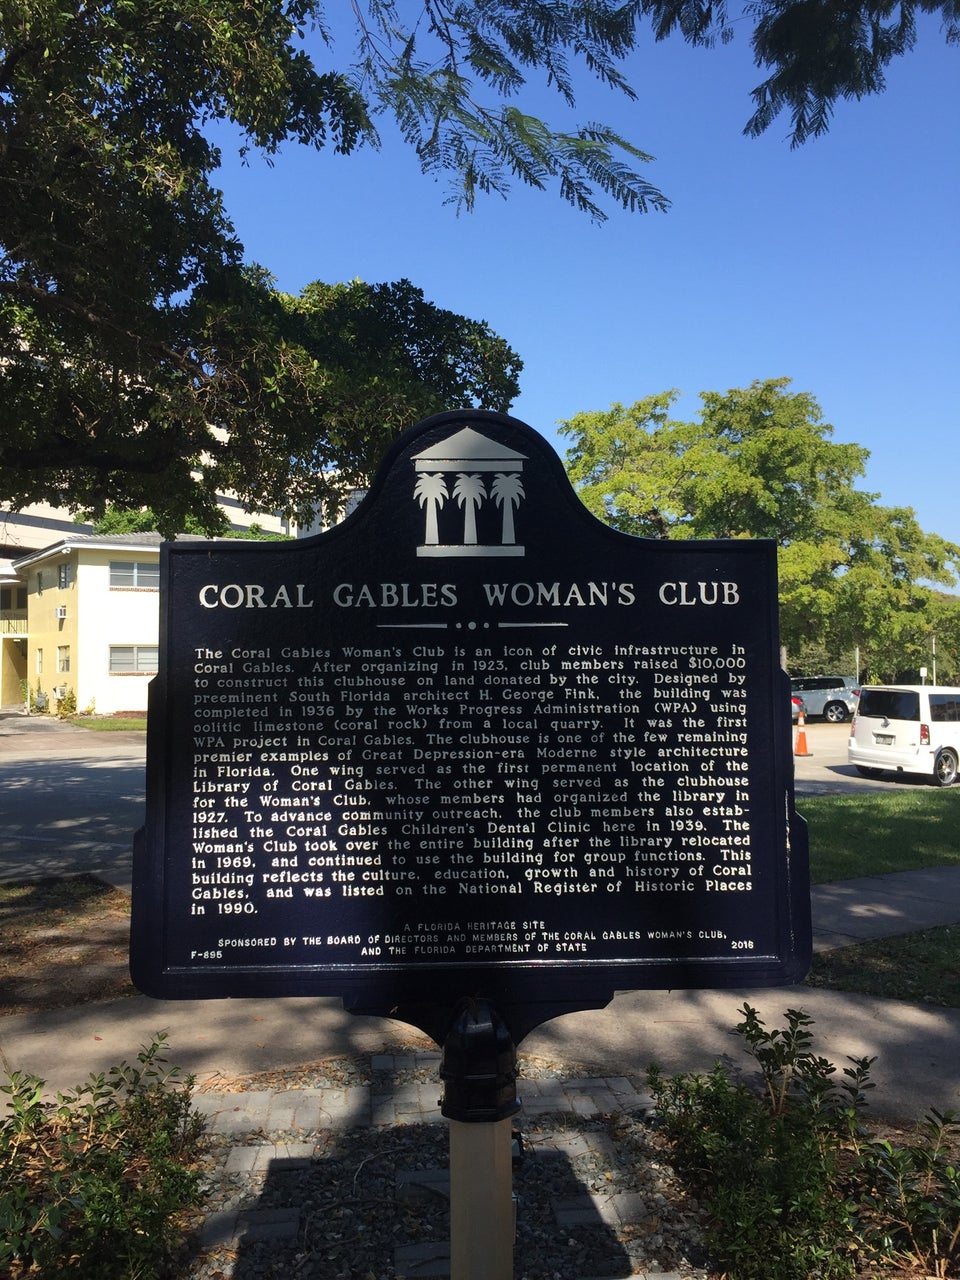 CORAL GABLES WOMAN'S CLUB
The Coral Gables Woman's Club is an icon of civic infrastructure in
Coral Gables. After organizing in 1923, club members raised $10,000
to construct this clubhouse on land donated by the city. Designed by
preeminent South Florida architect H. George Fink, the building was
completed in 1936 by the Works Progress Administration (WPA) using
oolitic limestone (coral rock) from a local quarry. It was the first
WPA project in Coral Gables. The clubhouse is one of the few remaining
premier examples of Great Depression-era Moderne style architecture
in Florida. One wing served as the first permanent location of the
Library of Coral Gables. The other wing served as the clubhouse
for the Woman's Club, whose members had organized the library in
1927. To advance community outreach, the club members also estab-
lished the Coral Gables Children's Dental Clinic here in 1939. The
Woman's Club took over the entire building after the library relocated
in 1969, and continued to use the building for group functions. This
building reflects the culture, education, growth and history of Coral
Gables, and was listed on the National Register of Historic Places
in 1990.
A FLORIDA HERITAGE SITE
SPONSORED BY THE BOARD OF DIRECTORS AND MEMBERS OF THE CORAL GABLES WOMAN'S CLUB,
F-895 AND THE FLORIDA DEPARTMENT OF STATE 2016